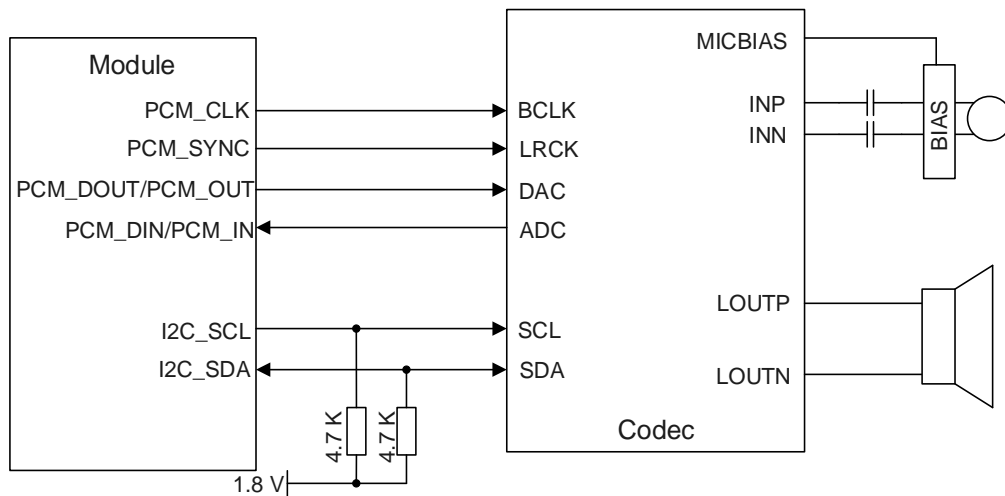 Module
PCM_CLK
PCM_SYNC
PCM_DOUT/PCM_OUT
PCM_DIN/PCM_IN
I2C_SCL
I2C_SDA
1.8 V
4.7 K
4.7 K
BCLK
LRCK
DAC
ADC
SCL
SDA
Codec
MICBIAS
INP
INN
LOUTP
LOUTN
BIAS